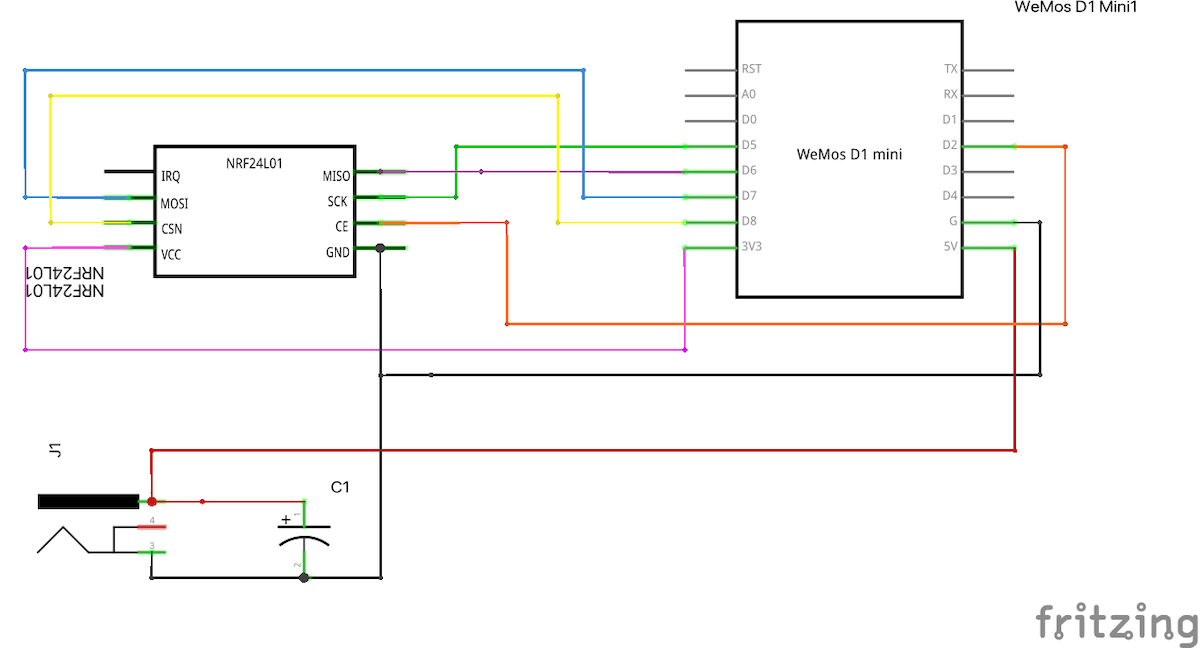 WeMos D1 Mini1
RST
A0
D0
D5
D6
D7
D8
3V3
WeMos D1 mini
TX
RX
D1
D2
D3
D4
G
5V
NRF24L01
IRQ
MOSI
CSN
VCC
MISO
SCK
CE
GND
NRF24L01
NRF24L01
J1
4
3
C1
+
1
2
fritzing